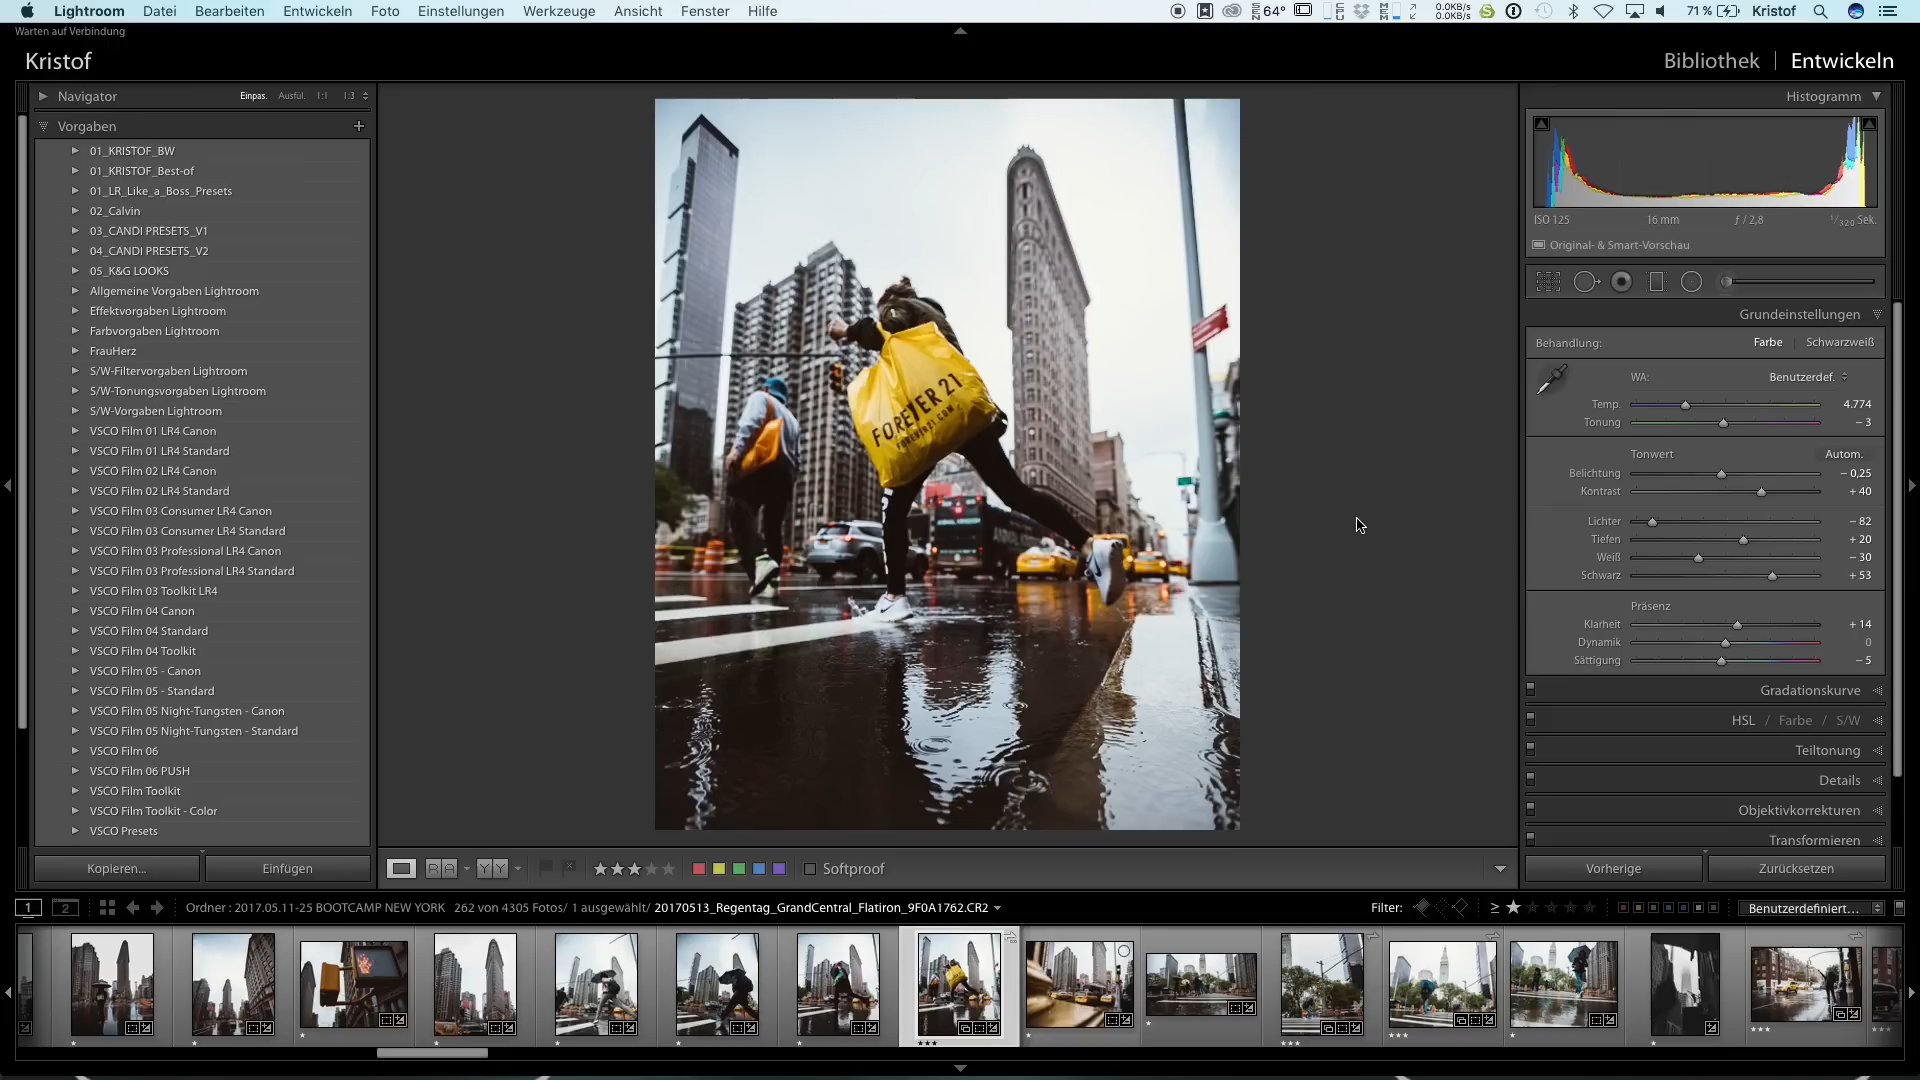 Lightroom Datei Bearbeiten Entwickeln Foto Einstellungen Werkzeuge Ansicht Fenster Hilfe 64° 0.0KB/s 0.0KB/s 71 % Kristof
Warten auf Verbindung
Kristof
Bibliothek | Entwickeln
Navigator Einpas. Ausfül. 1:1 1:3
Vorgaben +
01_KRISTOF_BW
01_KRISTOF_Best-of
01_LR_Like_a_Boss_Presets
02_Calvin
03_CANDI PRESETS_V1
04_CANDI PRESETS_V2
05_K&G LOOKS
Allgemeine Vorgaben Lightroom
Effektvorgaben Lightroom
Farbvorgaben Lightroom
FrauHerz
S/W-Filtervorgaben Lightroom
S/W-Tonungsvorgaben Lightroom
S/W-Vorgaben Lightroom
VSCO Film 01 LR4 Canon
VSCO Film 01 LR4 Standard
VSCO Film 02 LR4 Canon
VSCO Film 02 LR4 Standard
VSCO Film 03 Consumer LR4 Canon
VSCO Film 03 Consumer LR4 Standard
VSCO Film 03 Professional LR4 Canon
VSCO Film 03 Professional LR4 Standard
VSCO Film 03 Toolkit LR4
VSCO Film 04 Canon
VSCO Film 04 Standard
VSCO Film 04 Toolkit
VSCO Film 05 - Canon
VSCO Film 05 - Standard
VSCO Film 05 Night-Tungsten - Canon
VSCO Film 05 Night-Tungsten - Standard
VSCO Film 06
VSCO Film 06 PUSH
VSCO Film Toolkit
VSCO Film Toolkit - Color
VSCO Presets
Kopieren... Einfügen
FOREVER 21
FOREVER21.COM
Histogramm
ISO 125 16 mm ƒ / 2,8 1/320 Sek.
Original- & Smart-Vorschau
Grundeinstellungen
Behandlung: Farbe | Schwarzweiß
WA: Benutzerdef.
Temp. 4.774
Tonung – 3
Tonwert Autom.
Belichtung – 0,25
Kontrast + 40
Lichter – 82
Tiefen + 20
Weiß – 30
Schwarz + 53
Präsenz
Klarheit + 14
Dynamik 0
Sättigung – 5
Gradationskurve
HSL / Farbe / S/W
Teiltonung
Details
Objektivkorrekturen
Transformieren
Vorherige Zurücksetzen
R A Y Y Softproof
1 2 Ordner : 2017.05.11-25 BOOTCAMP NEW YORK 262 von 4305 Fotos/ 1 ausgewählt/ 20170513_Regentag_GrandCentral_Flatiron_9F0A1762.CR2 Filter: ≥ Benutzerdefiniert...